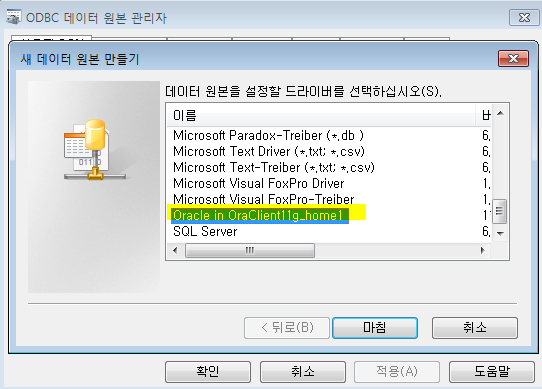 ODBC 데이터 원본 관리자
새 데이터 원본 만들기
데이터 원본을 설정할 드라이버를 선택하십시오(S).
이름
Microsoft Paradox-Treiber (*.db ) 6.
Microsoft Text Driver (*.txt; *.csv) 6.
Microsoft Text-Treiber (*.txt; *.csv) 6.
Microsoft Visual FoxPro Driver 1.
Microsoft Visual FoxPro-Treiber 1.
Oracle in OraClient11g_home1
SQL Server 6.
< 뒤로(B) 마침 취소
확인 취소 적용(A) 도움말